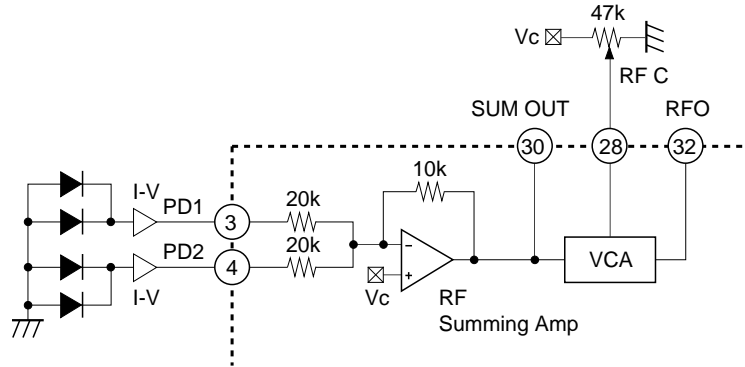 47k
Vc
RF C
SUM OUT
RFO
30
28
32
10k
I-V
PD1
3
20k
PD2
4
20k
I-V
−
+
Vc
RF
Summing Amp
VCA